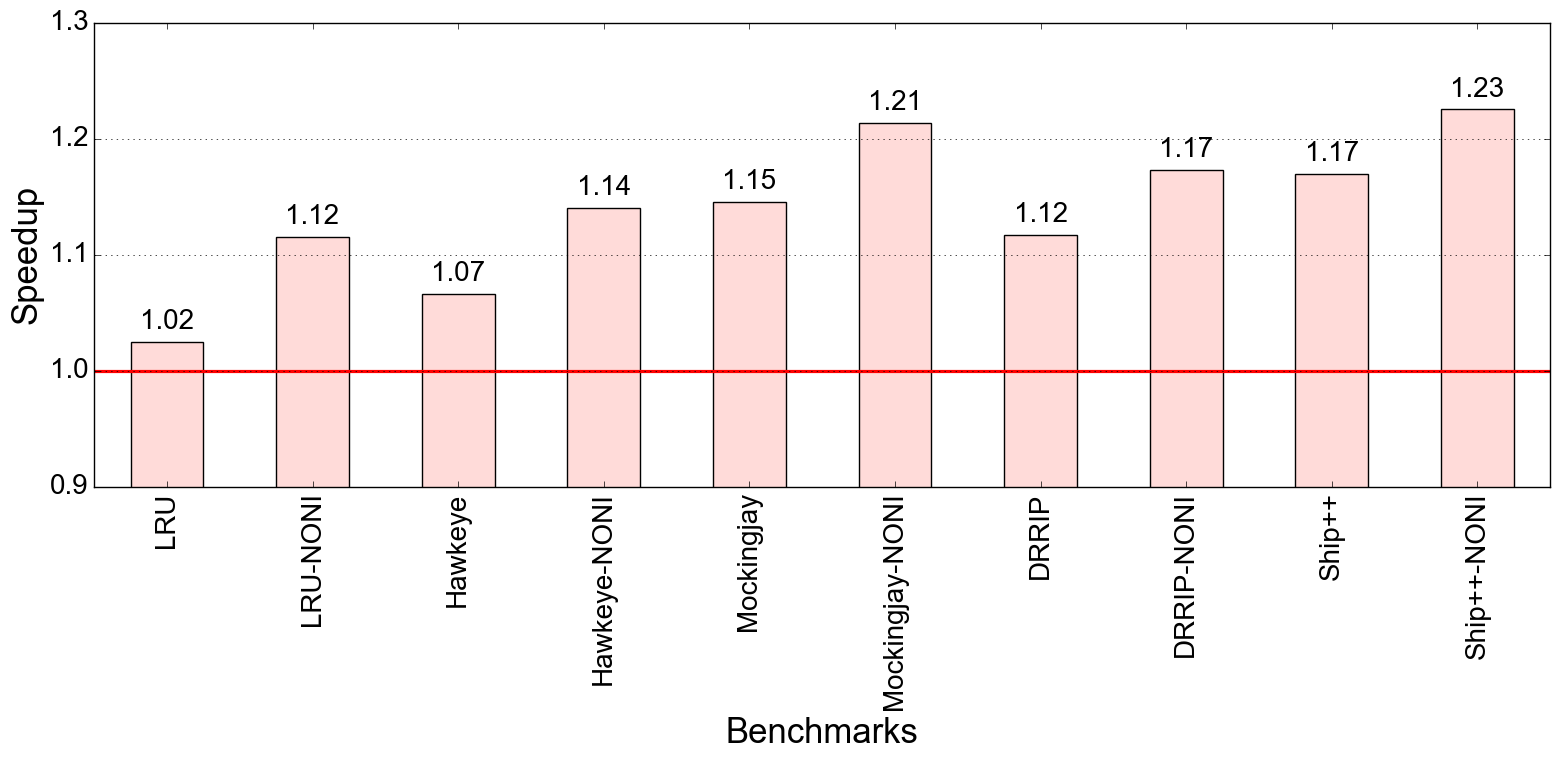 1.3
1.2
1.1
1.0
0.9
Speedup
1.02
1.12
1.07
1.14
1.15
1.21
1.12
1.17
1.17
1.23
LRU
LRU-NONI
Hawkeye
Hawkeye-NONI
Mockingjay
Mockingjay-NONI
DRRIP
DRRIP-NONI
Ship++
Ship++-NONI
Benchmarks